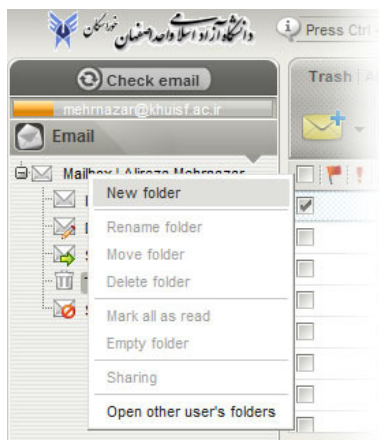 دانشگاه آزاد اسلامی واحد اصفهان
خوراسگان
Press Ctrl
Check email
Trash
mehrnazar@khuisf.ac.ir
Email
Mailbox | Alireza Mehrnazar
New folder
Rename folder
Move folder
Delete folder
Mark all as read
Empty folder
Sharing
Open other user's folders